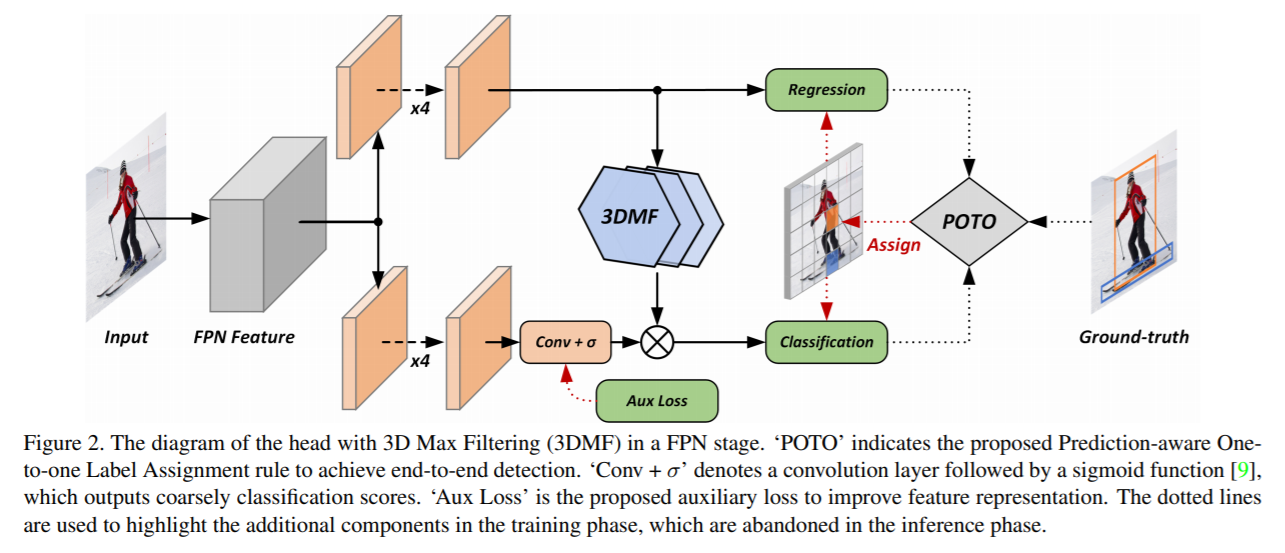 x4
Regression
3DMF
POTO
Assign
Input
FPN Feature
x4
Conv + σ
Classification
Ground-truth
Aux Loss
Figure 2. The diagram of the head with 3D Max Filtering (3DMF) in a FPN stage. ‘POTO’ indicates the proposed Prediction-aware One-
to-one Label Assignment rule to achieve end-to-end detection. ‘Conv + σ’ denotes a convolution layer followed by a sigmoid function [9],
which outputs coarsely classification scores. ‘Aux Loss’ is the proposed auxiliary loss to improve feature representation. The dotted lines
are used to highlight the additional components in the training phase, which are abandoned in the inference phase.